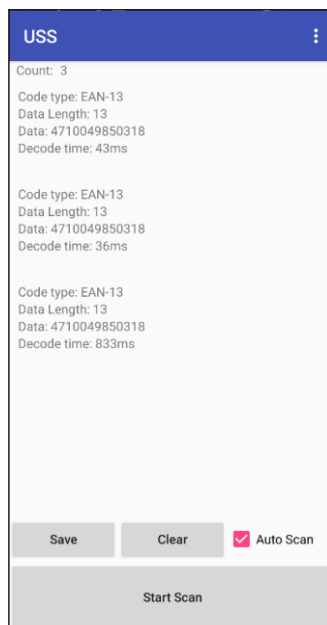 USS
Count: 3
Code type: EAN-13
Data Length: 13
Data: 4710049850318
Decode time: 43ms
Code type: EAN-13
Data Length: 13
Data: 4710049850318
Decode time: 36ms
Code type: EAN-13
Data Length: 13
Data: 4710049850318
Decode time: 833ms
Save Clear Auto Scan
Start Scan